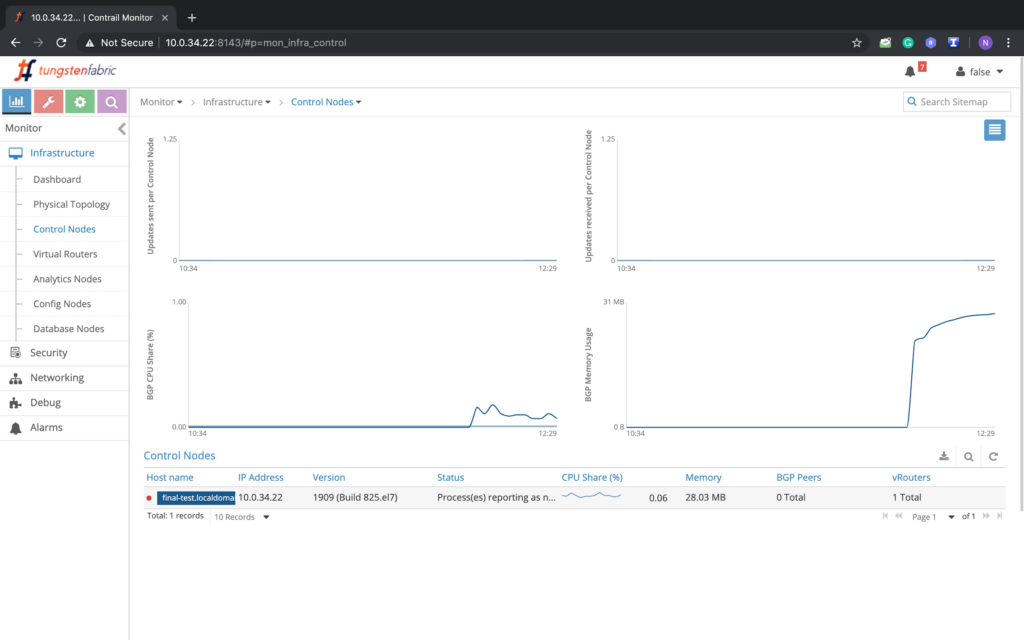 10.0.34.22... | Contrail Monitor
Not Secure | 10.0.34.22:8143/#p=mon_infra_control
N
tungstenfabric
7
false
Monitor > Infrastructure > Control Nodes
Search Sitemap
Monitor
Infrastructure
Dashboard
Physical Topology
Control Nodes
Virtual Routers
Analytics Nodes
Config Nodes
Database Nodes
Security
Networking
Debug
Alarms
Updates sent per Control Node
1.25
0
10:34 12:29
Updates received per Control Node
1.25
0
10:34 12:29
BGP CPU Share (%)
1.00
0.00
10:34 12:29
BGP Memory Usage
31 MB
0 B
10:34 12:29
Control Nodes
Host name IP Address Version Status CPU Share (%) Memory BGP Peers vRouters
final-test.localdoma 10.0.34.22 1909 (Build 825.el7) Process(es) reporting as n... 0.06 28.03 MB 0 Total 1 Total
Total: 1 records 10 Records Page 1 of 1